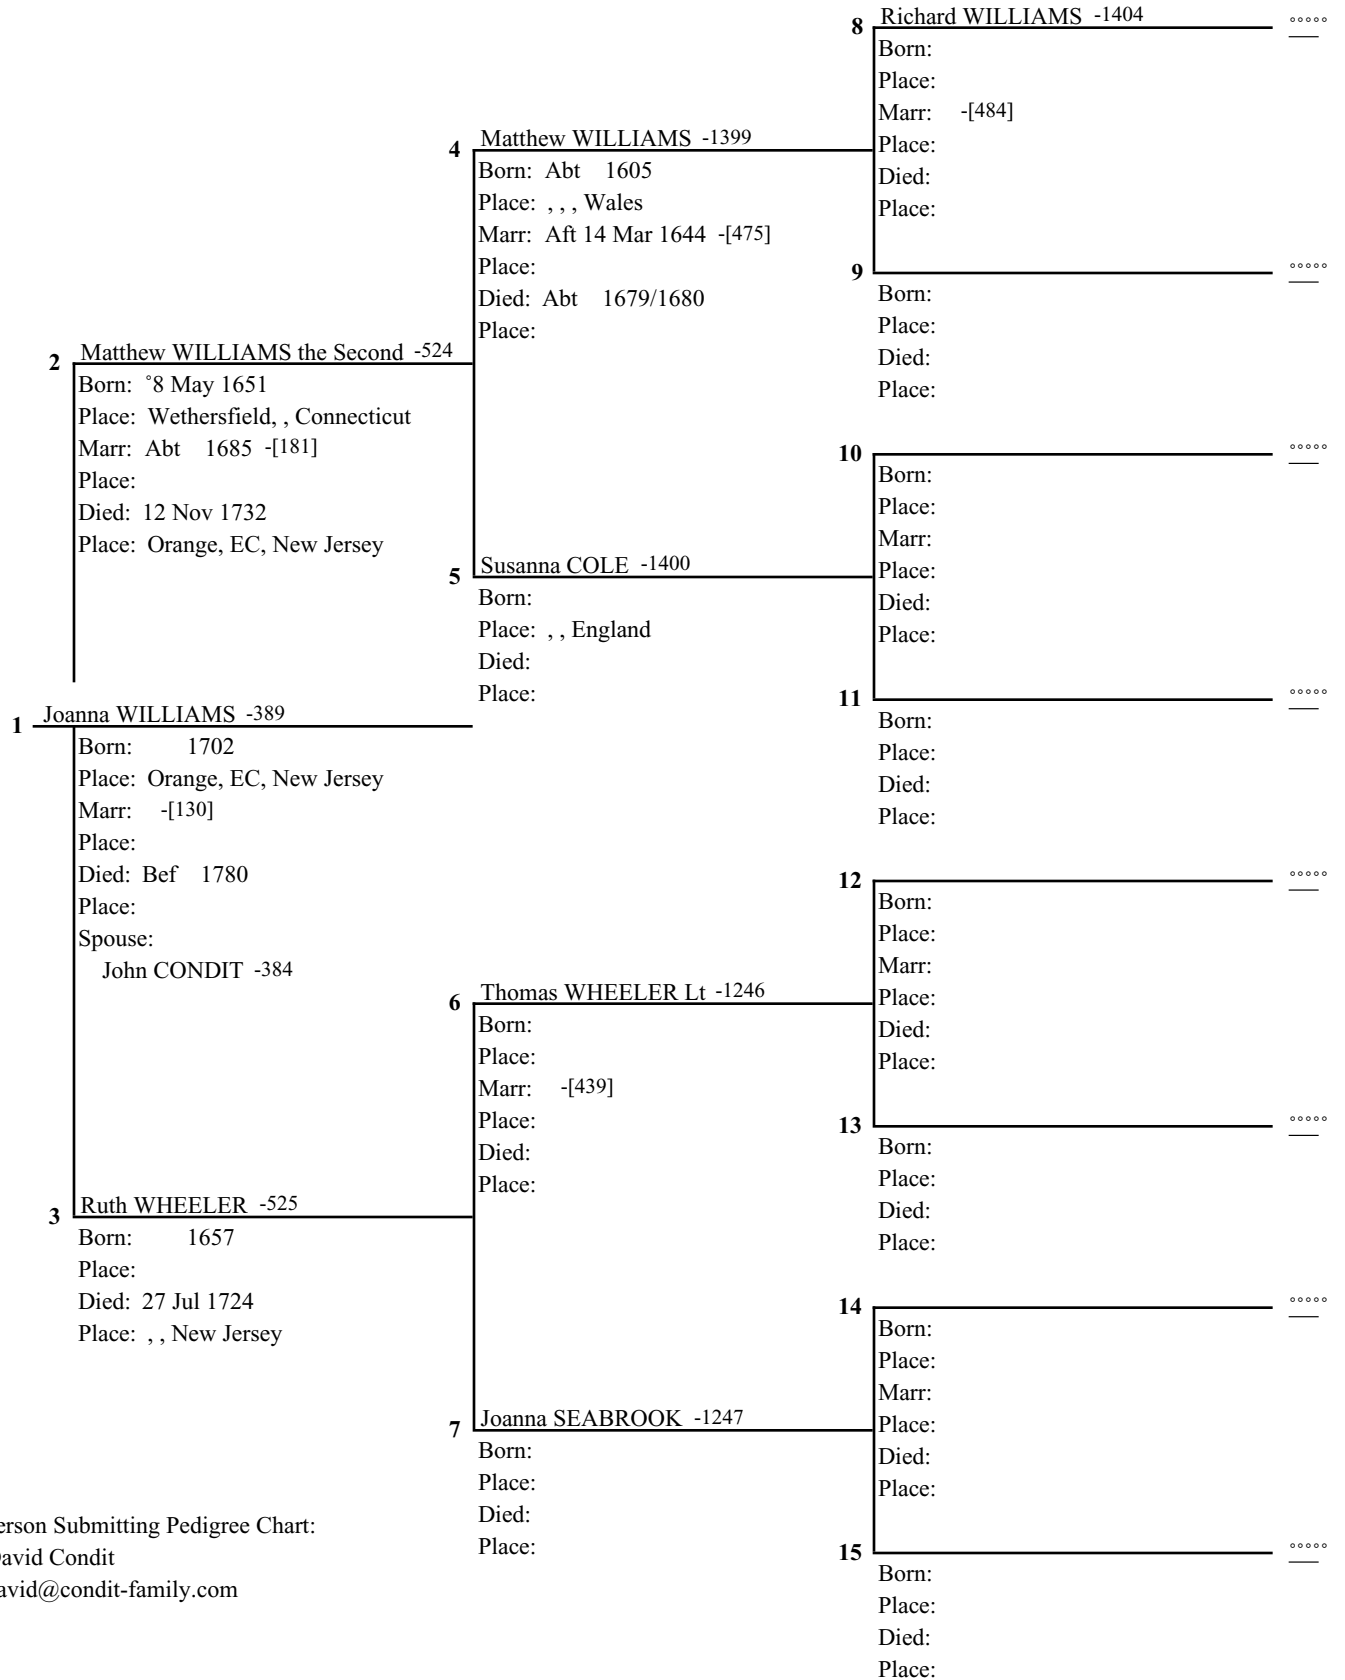 8 Richard WILLIAMS -1404 °°°°°
Born:
Place:
Marr: -[484]
Place:
Died:
Place:
4 Matthew WILLIAMS -1399
Born: Abt 1605
Place: , , , Wales
Marr: Aft 14 Mar 1644 -[475]
Place:
Died: Abt 1679/1680
Place:
9 °°°°°
Born:
Place:
Died:
Place:
2 Matthew WILLIAMS the Second -524
Born: °8 May 1651
Place: Wethersfield, , Connecticut
Marr: Abt 1685 -[181]
Place:
Died: 12 Nov 1732
Place: Orange, EC, New Jersey
10 °°°°°
Born:
Place:
Marr:
Place:
Died:
Place:
5 Susanna COLE -1400
Born:
Place: , , England
Died:
Place:
11 °°°°°
Born:
Place:
Died:
Place:
1 Joanna WILLIAMS -389
Born: 1702
Place: Orange, EC, New Jersey
Marr: -[130]
Place:
Died: Bef 1780
Place:
Spouse:
John CONDIT -384
12 °°°°°
Born:
Place:
Marr:
Place:
Died:
Place:
6 Thomas WHEELER Lt -1246
Born:
Place:
Marr: -[439]
Place:
Died:
Place:
13 °°°°°
Born:
Place:
Died:
Place:
3 Ruth WHEELER -525
Born: 1657
Place:
Died: 27 Jul 1724
Place: , , New Jersey
14 °°°°°
Born:
Place:
Marr:
Place:
Died:
Place:
7 Joanna SEABROOK -1247
Born:
Place:
Died:
Place:
15 °°°°°
Born:
Place:
Died:
Place:
erson Submitting Pedigree Chart:
David Condit
avid@condit-family.com